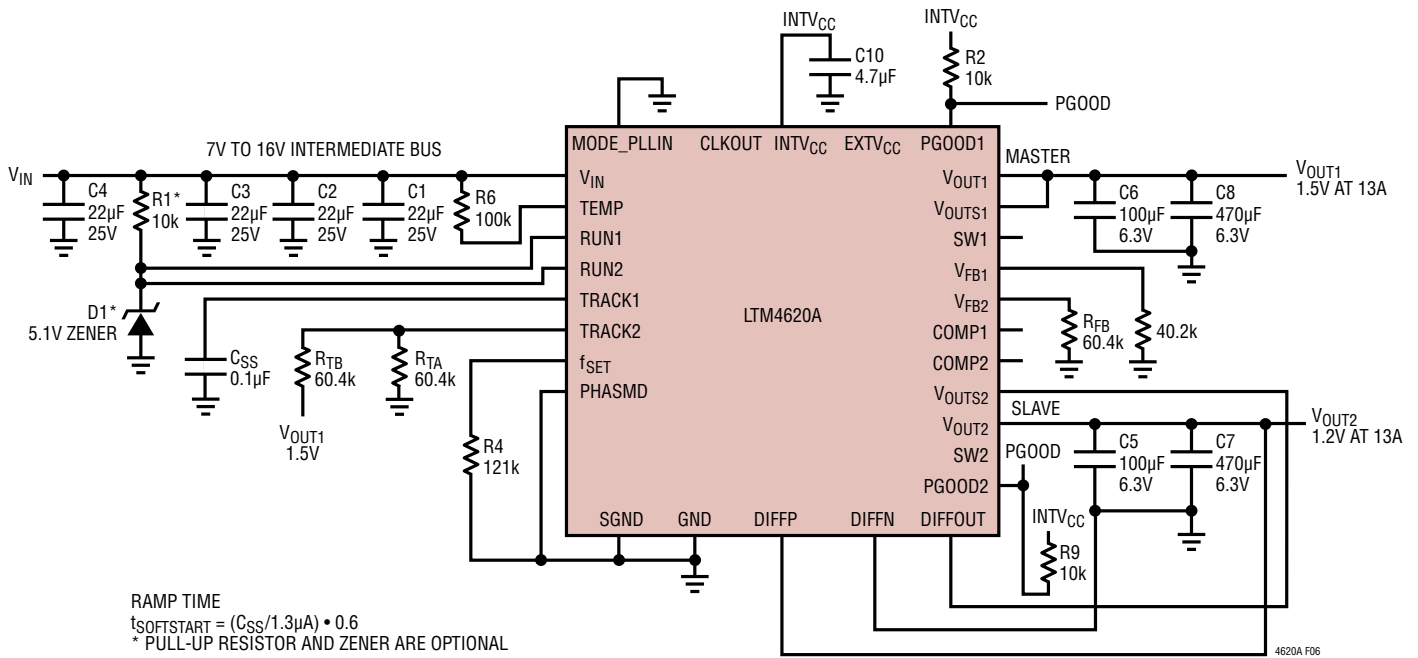 INTVCC
C10
4.7µF
INTVCC
R2
10k
PGOOD
7V TO 16V INTERMEDIATE BUS
MODE_PLLIN
CLKOUT
INTVCC
EXTVCC
PGOOD1
VIN
C4
22µF
25V
R1*
10k
C3
22µF
25V
C2
22µF
25V
C1
22µF
25V
R6
100k
D1*
5.1V ZENER
CSS
0.1µF
RTB
60.4k
VOUT1
1.5V
RTA
60.4k
R4
121k
VIN
TEMP
RUN1
RUN2
TRACK1
TRACK2
fSET
PHASMD
LTM4620A
VOUT1
VOUTS1
SW1
VFB1
VFB2
COMP1
COMP2
VOUTS2
VOUT2
SW2
PGOOD2
SGND
GND
DIFFP
DIFFN
DIFFOUT
MASTER
C6
100µF
6.3V
C8
470µF
6.3V
VOUT1
1.5V AT 13A
RFB
60.4k
40.2k
SLAVE
C5
100µF
6.3V
C7
470µF
6.3V
VOUT2
1.2V AT 13A
PGOOD
INTVCC
R9
10k
RAMP TIME
tSOFTSTART = (CSS/1.3µA) • 0.6
* PULL-UP RESISTOR AND ZENER ARE OPTIONAL
4620A F06